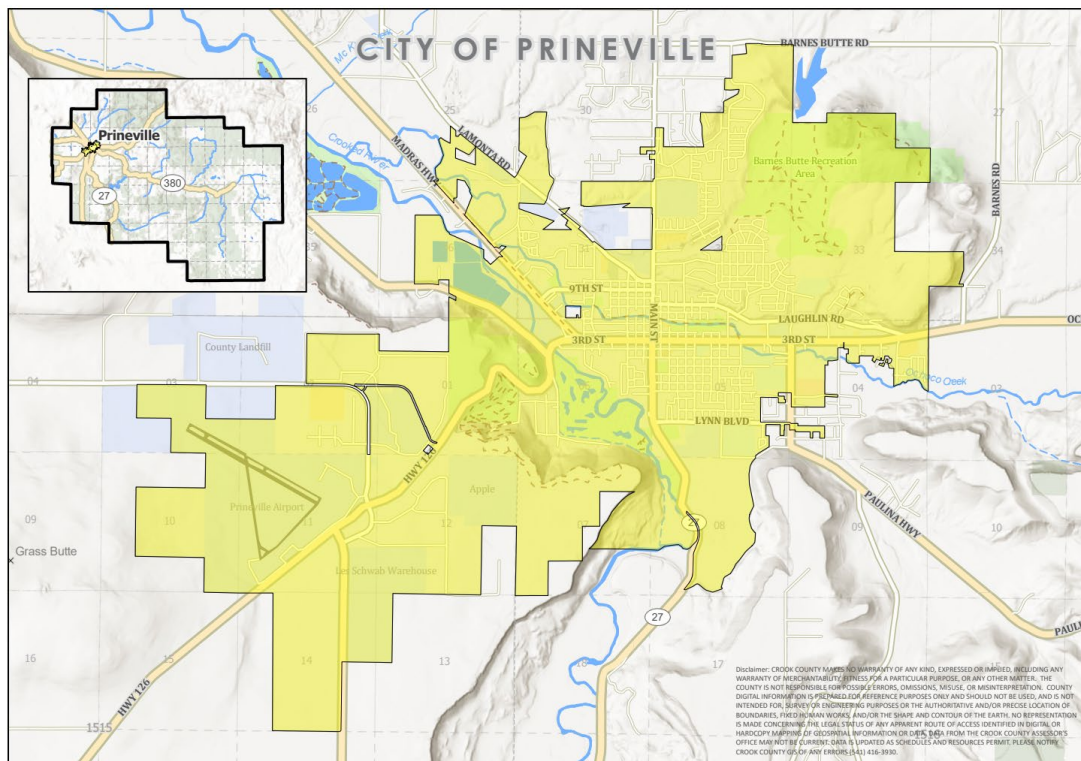 CITY OF PRINEVILLE
BARNES BUTTE RD
26
25
30
27
Prineville
380
27
Crooked River
MADRAS HWY
LAMONTA RD
Barnes Butte Recreation
Area
BARNES RD
33
34
9TH ST
MAIN ST
LAUGHLIN RD
3RD ST
3RD ST
County Landfill
04
03
01
04
03
Ochoco Creek
LYNN BLVD
HWY 126
Apple
Prineville Airport
09
10
11
12
07
08
09
10
27
PAULINA HWY
Grass Butte
Les Schwab Warehouse
27
16
15
14
13
17
16
HWY 126
1515
1516
Disclaimer: CROOK COUNTY MAKES NO WARRANTY OF ANY KIND, EXPRESSED OR IMPLIED, INCLUDING ANY
WARRANTY OF MERCHANTABILITY, FITNESS FOR A PARTICULAR PURPOSE, OR ANY OTHER MATTER. THE
COUNTY IS NOT RESPONSIBLE FOR POSSIBLE ERRORS, OMISSIONS, MISUSE, OR MISINTERPRETATION. COUNTY
DIGITAL INFORMATION IS PREPARED FOR REFERENCE PURPOSES ONLY AND SHOULD NOT BE USED, AND IS NOT
INTENDED FOR, SURVEY OR ENGINEERING PURPOSES OR THE AUTHORITATIVE AND/OR PRECISE LOCATION OF
BOUNDARIES, FIXED HUMAN WORKS, AND/OR THE SHAPE AND CONTOUR OF THE EARTH. NO REPRESENTATION
IS MADE CONCERNING THE LEGAL STATUS OF ANY APPARENT ROUTE OF ACCESS IDENTIFIED IN DIGITAL OR
HARDCOPY MAPPING OF GEOSPATIAL INFORMATION OR DATA. DATA FROM THE CROOK COUNTY ASSESSOR'S
OFFICE MAY NOT BE CURRENT. DATA IS UPDATED AS SCHEDULES AND RESOURCES PERMIT. PLEASE NOTIFY
CROOK COUNTY GIS OF ANY ERRORS (541) 416-3930.